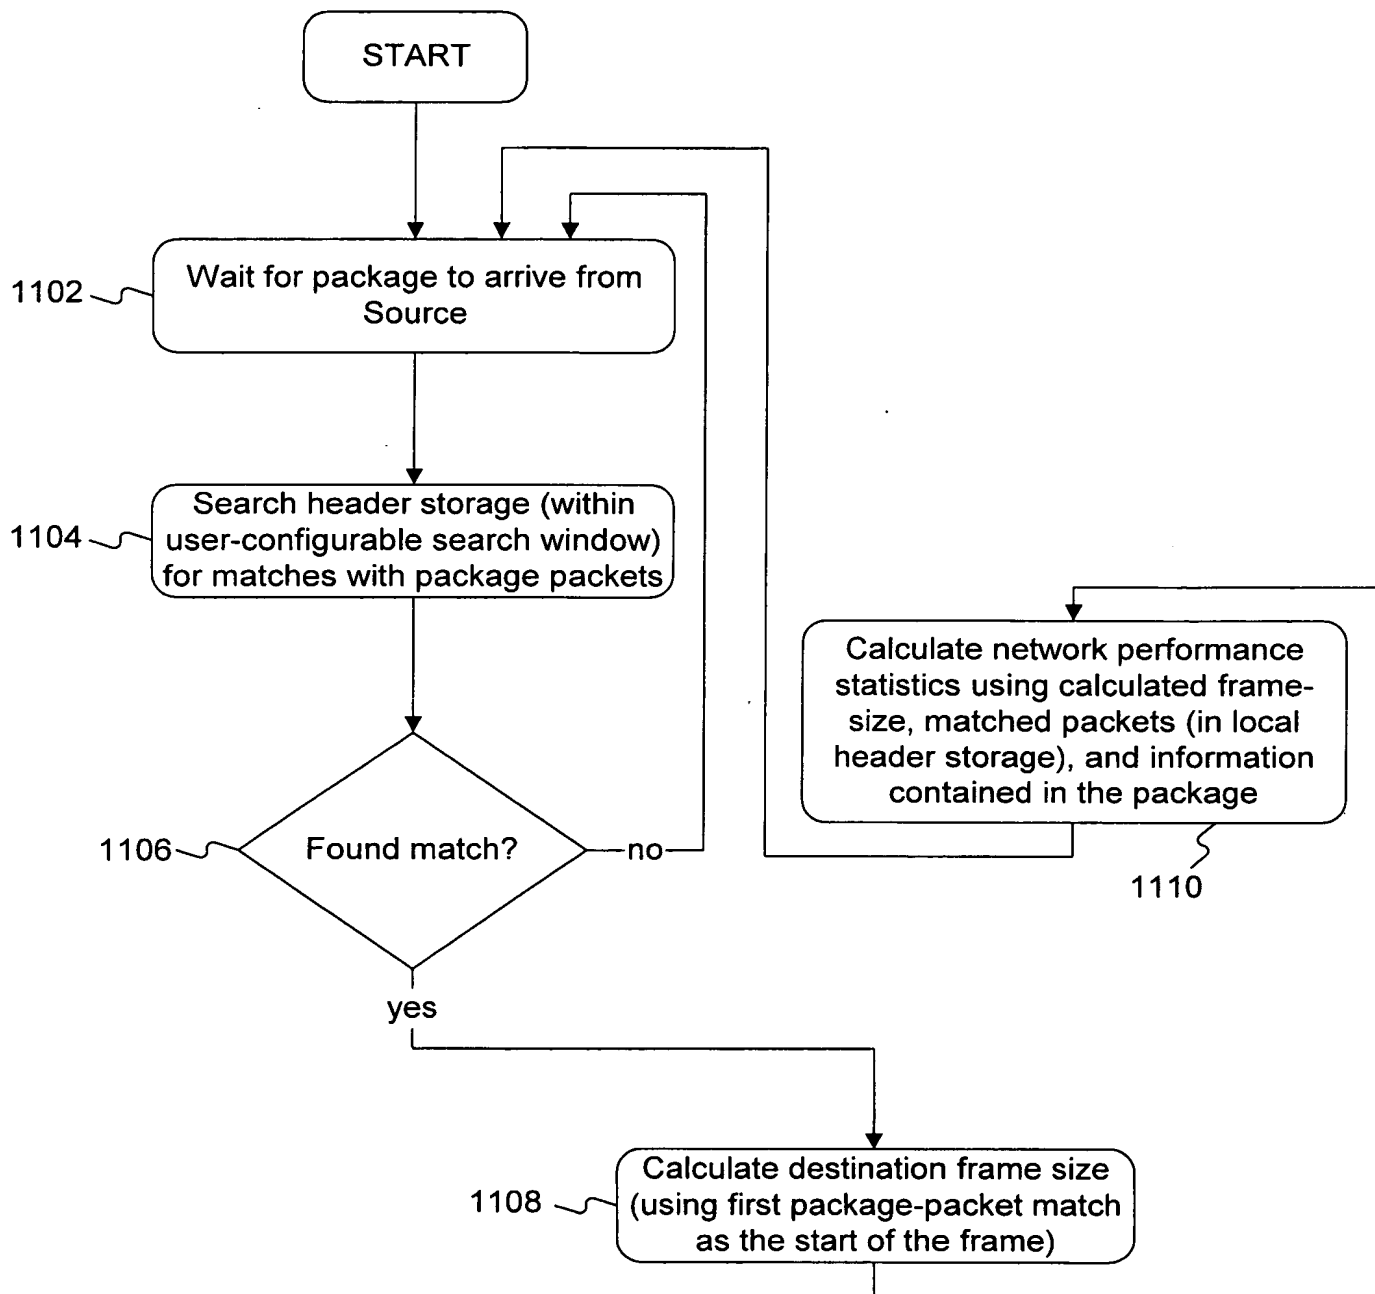 START
1102
Wait for package to arrive from
Source
1104
Search header storage (within
user-configurable search window)
for matches with package packets
Calculate network performance
statistics using calculated frame-
size, matched packets (in local
header storage), and information
contained in the package
1110
1106
Found match?
no
yes
1108
Calculate destination frame size
(using first package-packet match
as the start of the frame)